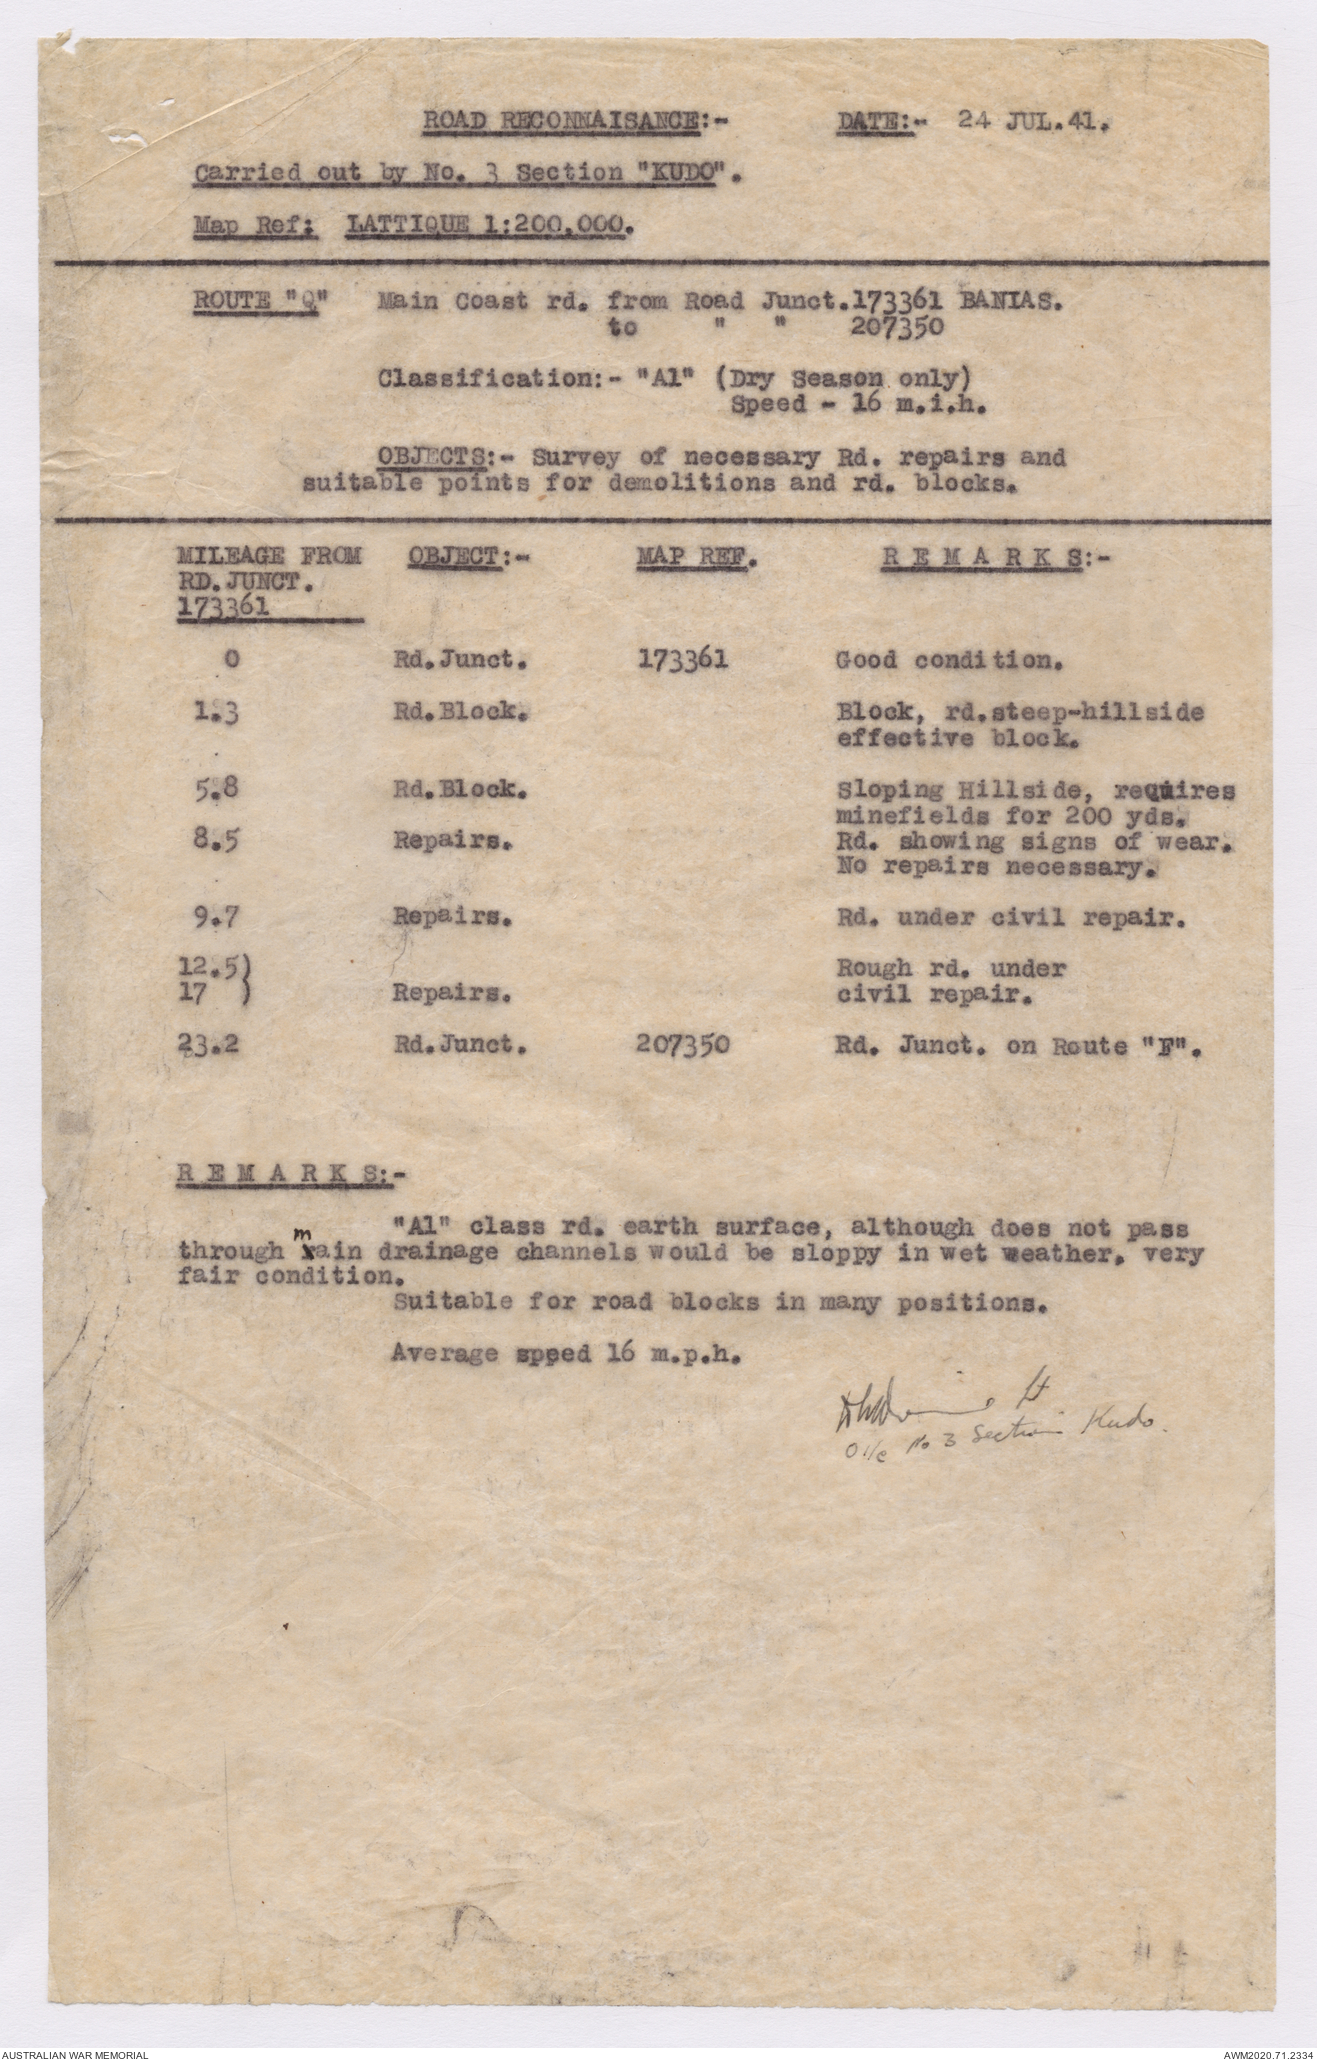 ROAD RECONNAISANCE:- DATE:- 24 JUL.41.
Carried out by No. 3 Section "KUDO".
Map Ref: LATTIQUE 1:200,000.
ROUTE "Q" Main Coast rd. from Road Junct.173361 BANIAS.
to " " 207350
Classification:- "A1" (Dry Season only)
Speed - 16 m.i.h.
OBJECTS:- Survey of necessary Rd. repairs and
suitable points for demolitions and rd. blocks.
MILEAGE FROM OBJECT:- MAP REF. R E M A R K S:-
RD.JUNCT.
173361
0 Rd.Junct. 173361 Good condition.
1.3 Rd.Block. Block, rd.steep-hillside
effective block.
5.8 Rd.Block. Sloping Hillside, requires
minefields for 200 yds.
8.5 Repairs. Rd. showing signs of wear.
No repairs necessary.
9.7 Repairs. Rd. under civil repair.
12.5) Rough rd. under
17 ) Repairs. civil repair.
23.2 Rd.Junct. 207350 Rd. Junct. on Route "F".
R E M A R K S:-
"A1" class rd. earth surface, although does not pass
through main drainage channels would be sloppy in wet weather. very
fair condition.
Suitable for road blocks in many positions.
Average spped 16 m.p.h.
Lt
O i/c No 3 Section Kudo.
AUSTRALIAN WAR MEMORIAL AWM2020.71.2334